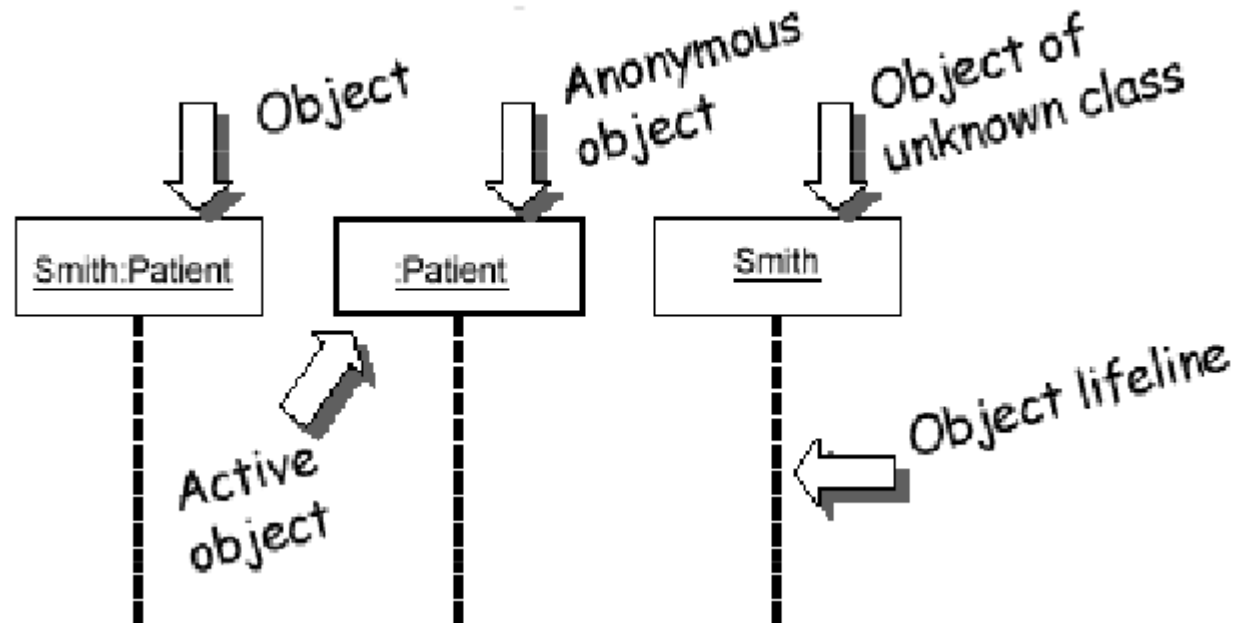 Object
Anonymous
object
Object of
unknown class
Smith:Patient
:Patient
Smith
Active
object
Object lifeline